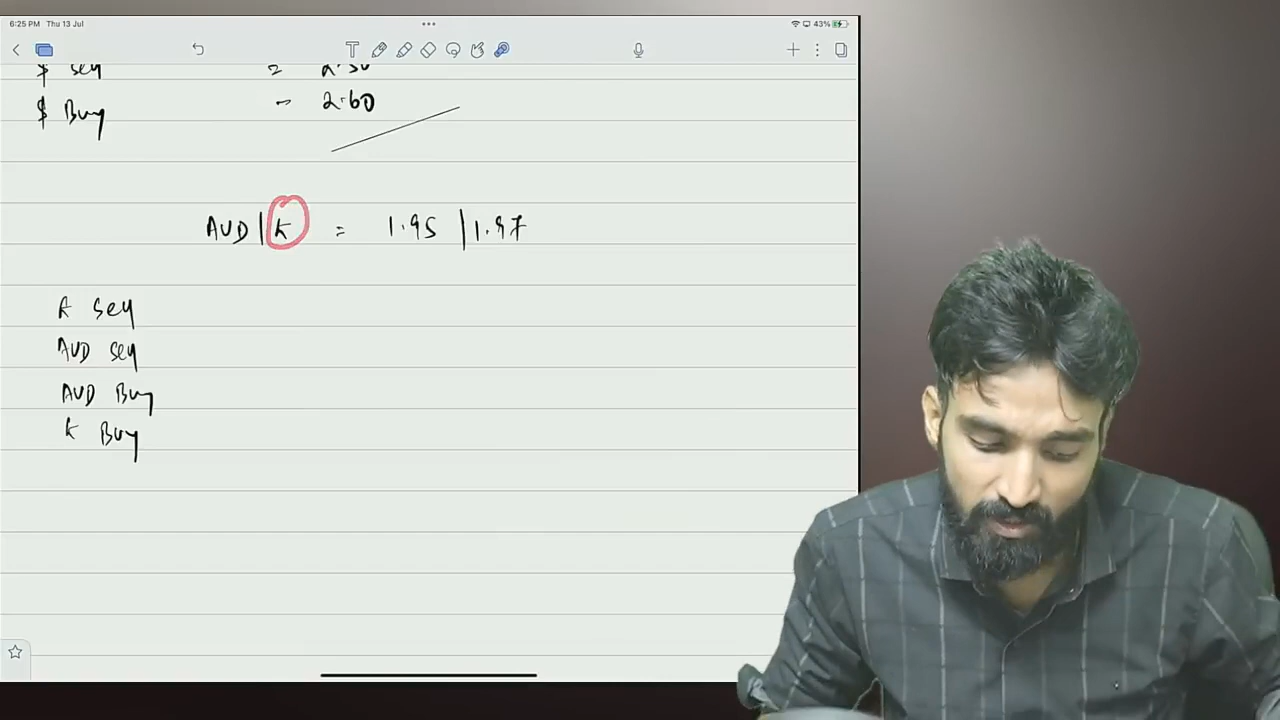 6:25 PM Thu 13 Jul
43%
$ Sell =
$ Buy - 2.60
AUD | K = 1.95 | 1.97
K Sell
AUD Sell
AUD Buy
K Buy